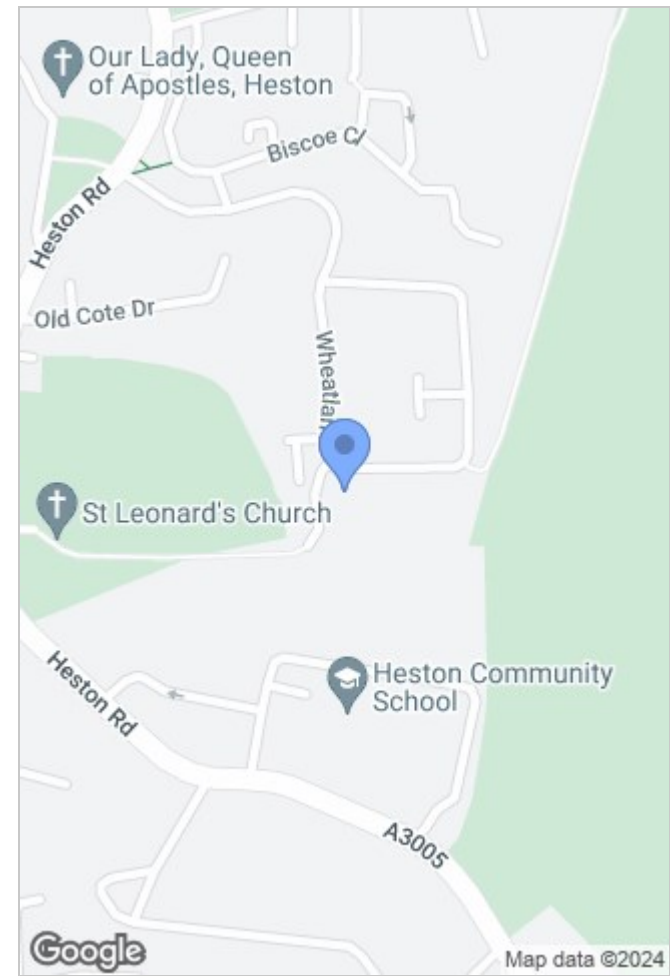 Our Lady, Queen
of Apostles, Heston
Biscoe Cl
Heston Rd
Old Cote Dr
St Leonard's Church
Heston Community
School
Heston Rd
A3005
Google
Map data ©2024